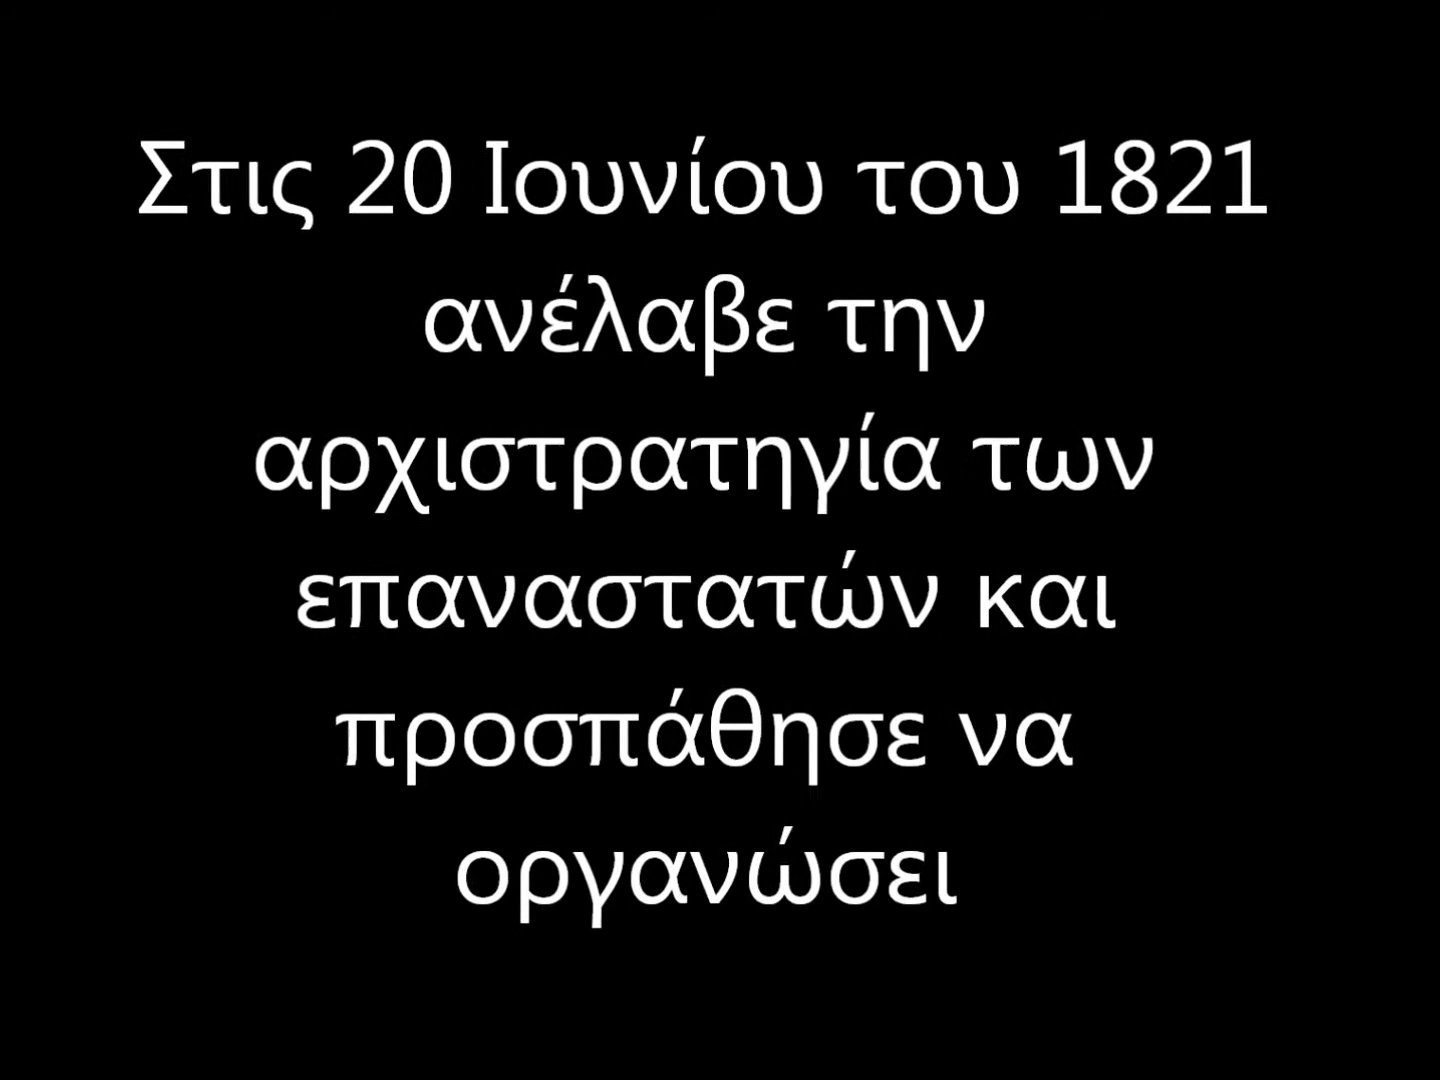 Στις 20 Ιουνίου του 1821
ανέλαβε την
αρχιστρατηγία των
επαναστατών και
προσπάθησε να
οργανώσει